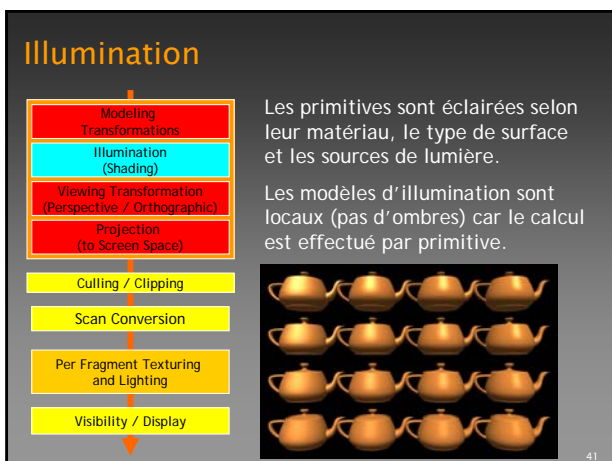 Illumination
Modeling
Transformations
Illumination
(Shading)
Viewing Transformation
(Perspective / Orthographic)
Projection
(to Screen Space)
Culling / Clipping
Scan Conversion
Per Fragment Texturing
and Lighting
Visibility / Display
Les primitives sont éclairées selon
leur matériau, le type de surface
et les sources de lumière.
Les modèles d'illumination sont
locaux (pas d'ombres) car le calcul
est effectué par primitive.
41